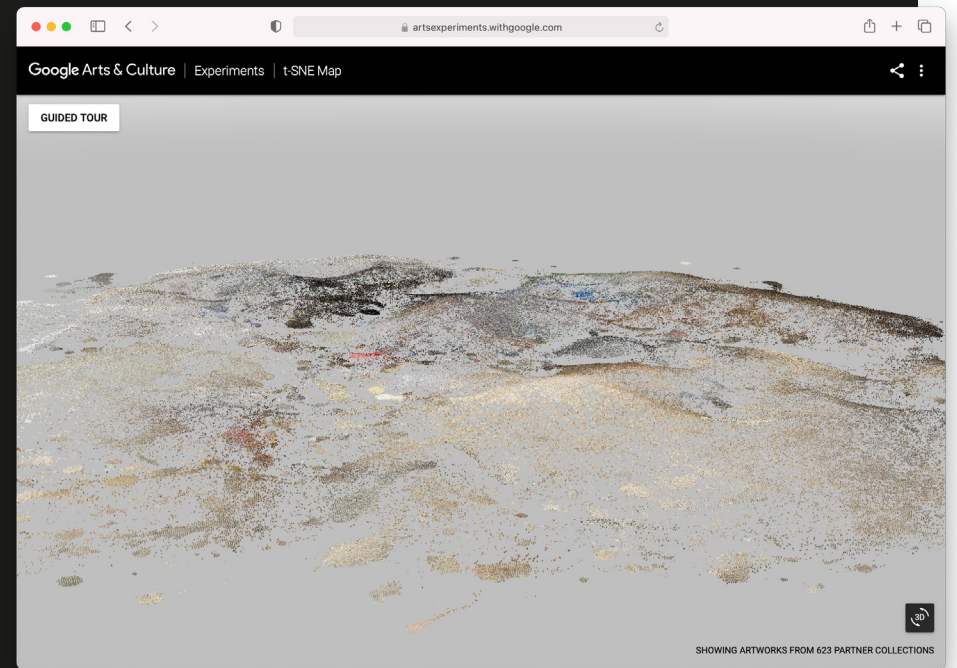 artsexperiments.withgoogle.com
Google Arts & Culture | Experiments | t-SNE Map
GUIDED TOUR
3D
SHOWING ARTWORKS FROM 623 PARTNER COLLECTIONS